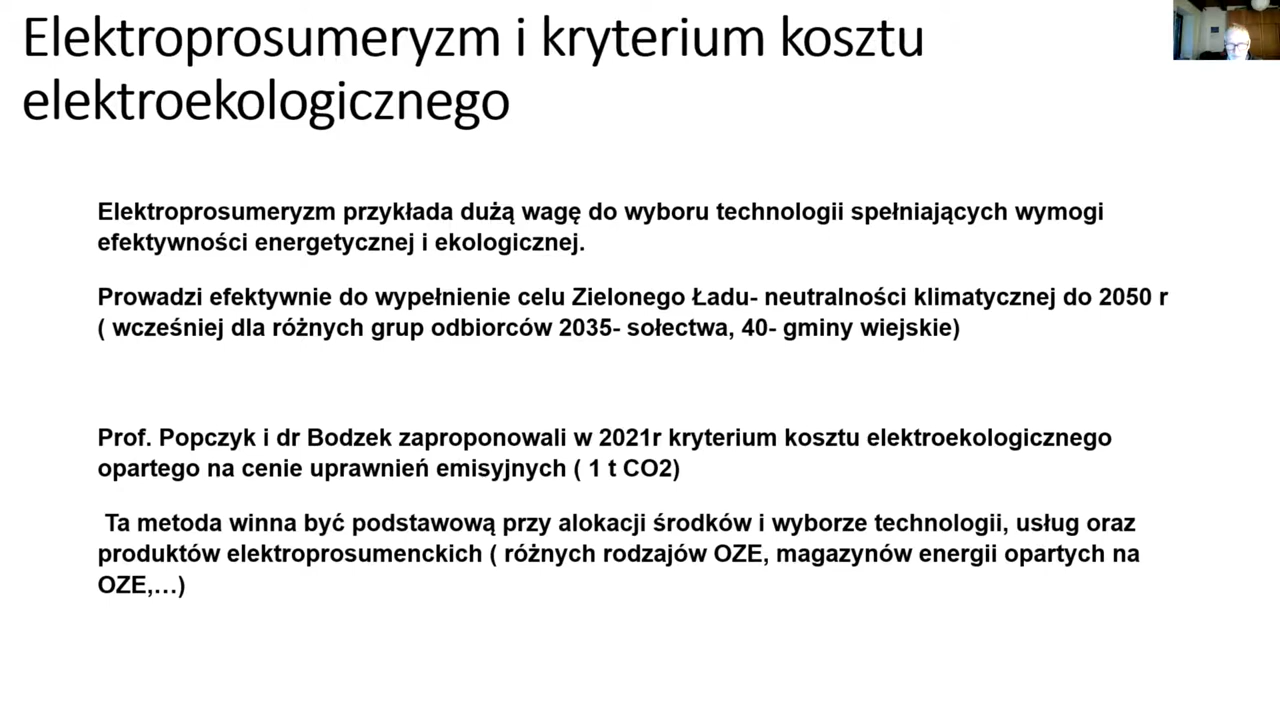 Elektroprosumeryzm i kryterium kosztu
elektroekologicznego
Elektroprosumeryzm przykłada dużą wagę do wyboru technologii spełniających wymogi
efektywności energetycznej i ekologicznej.
Prowadzi efektywnie do wypełnienie celu Zielonego Ładu- neutralności klimatycznej do 2050 r
( wcześniej dla różnych grup odbiorców 2035- sołectwa, 40- gminy wiejskie)
Prof. Popczyk i dr Bodzek zaproponowali w 2021r kryterium kosztu elektroekologicznego
opartego na cenie uprawnień emisyjnych ( 1 t CO2)
Ta metoda winna być podstawową przy alokacji środków i wyborze technologii, usług oraz
produktów elektroprosumenckich ( różnych rodzajów OZE, magazynów energii opartych na
OZE,…)